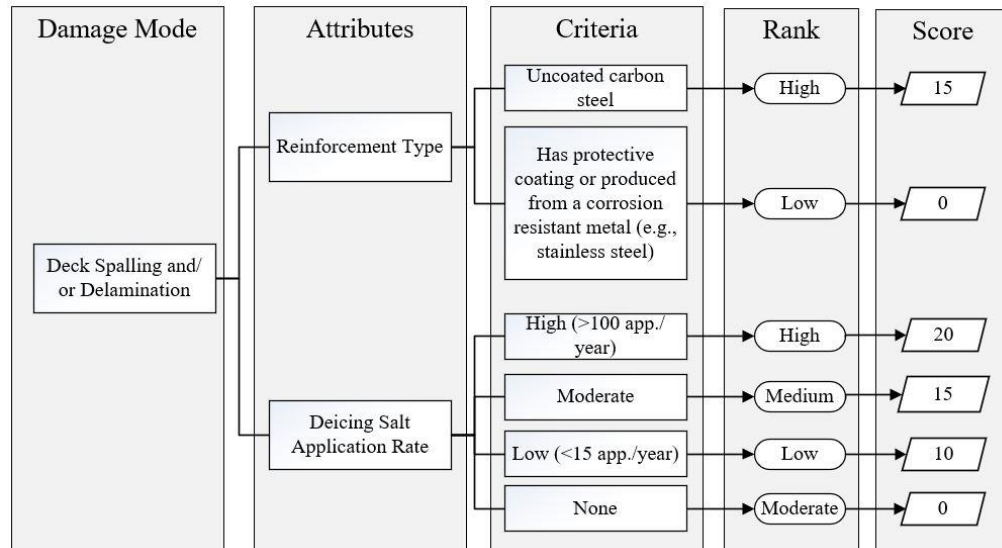 Damage Mode
Attributes
Criteria
Rank
Score
Deck Spalling and/
or Delamination
Reinforcement Type
Uncoated carbon
steel
High
15
Has protective
coating or produced
from a corrosion
resistant metal (e.g.,
stainless steel)
Low
0
Deicing Salt
Application Rate
High (>100 app./
year)
High
20
Moderate
Medium
15
Low (<15 app./year)
Low
10
None
Moderate
0